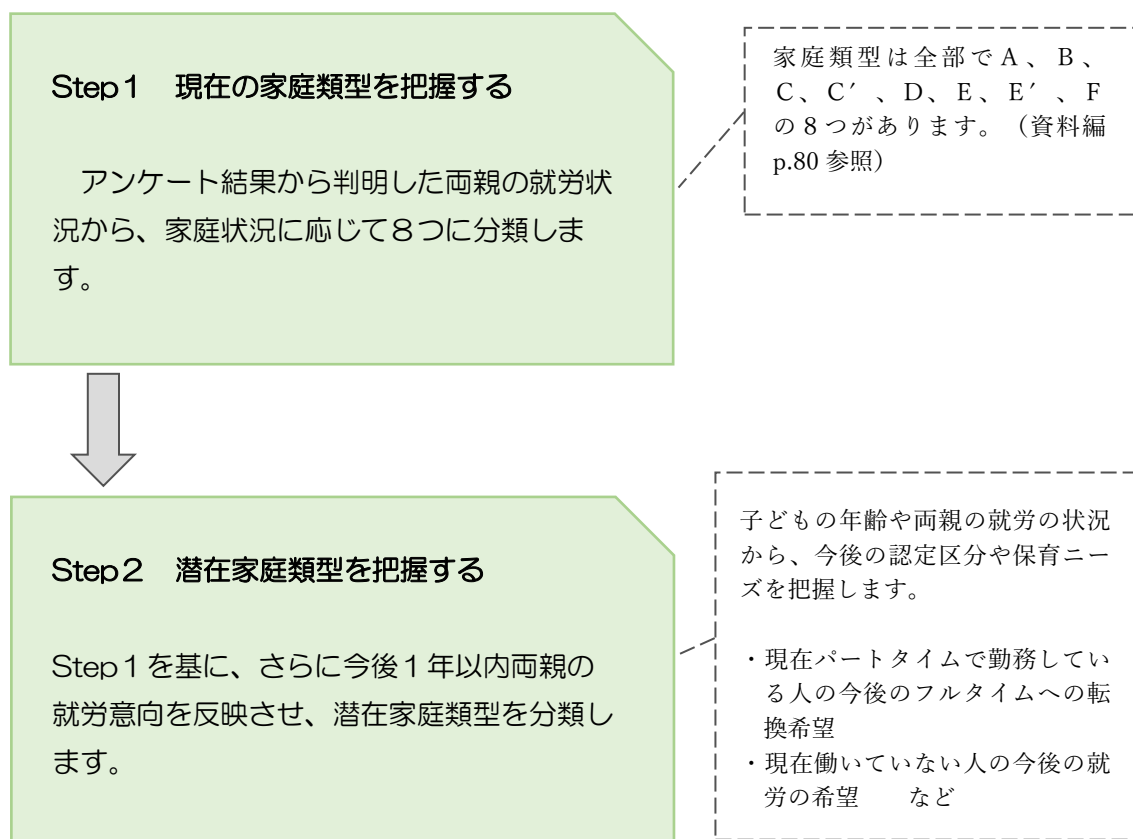 Step１　現在の家庭類型を把握する
　アンケート結果から判明した両親の就労状
況から、家庭状況に応じて８つに分類しま
す。
家庭類型は全部でＡ、Ｂ、
Ｃ、Ｃ′、Ｄ、Ｅ、Ｅ′、Ｆ
の８つがあります。（資料編
p.80 参照）
Step２　潜在家庭類型を把握する
Step１を基に、さらに今後１年以内両親の
就労意向を反映させ、潜在家庭類型を分類し
ます。
子どもの年齢や両親の就労の状況
から、今後の認定区分や保育ニー
ズを把握します。
・現在パートタイムで勤務してい
る人の今後のフルタイムへの転
換希望
・現在働いていない人の今後の就
労の希望　　など